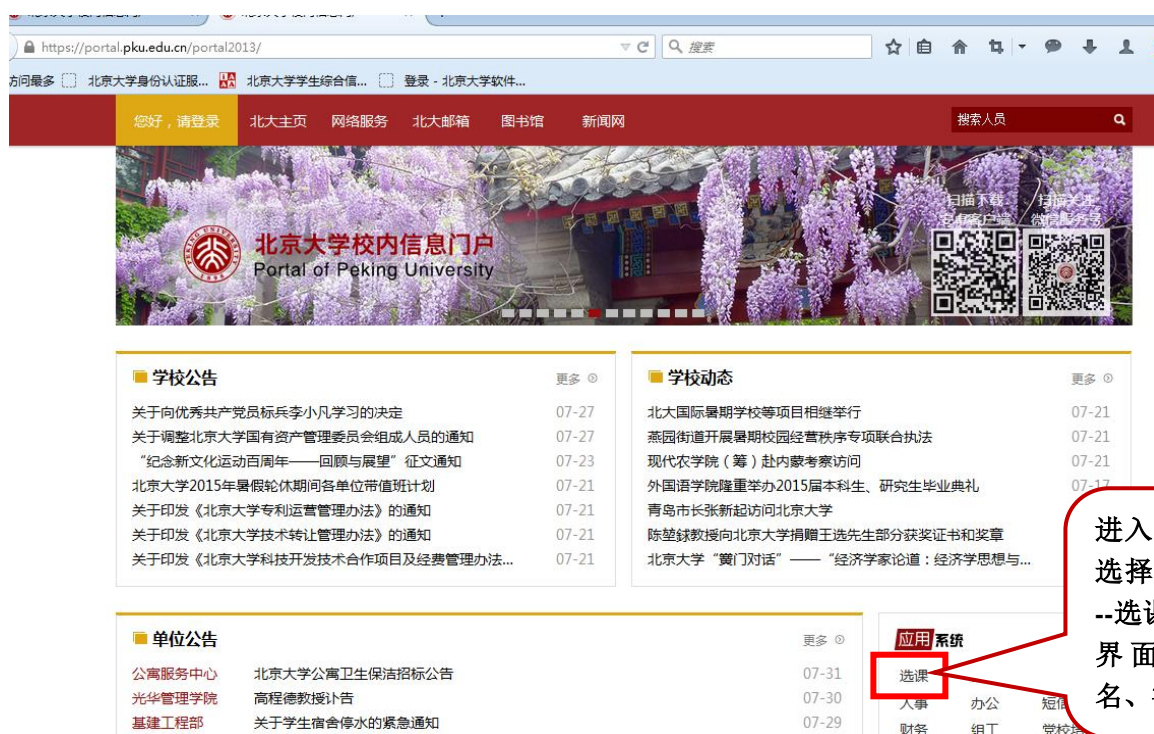 https://portal.pku.edu.cn/portal2013/
搜索
访问最多 北京大学身份认证服... 北京大学学生综合信... 登录 - 北京大学软件...
您好，请登录 北大主页 网络服务 北大邮箱 图书馆 新闻网 搜索人员
扫描下载 扫描关注
微信服务号
北京大学校内信息门户
Portal of Peking University
学校公告 更多
关于向优秀共产党员标兵李小凡学习的决定 07-27
关于调整北京大学国有资产管理委员会组成人员的通知 07-27
“纪念新文化运动百周年——回顾与展望”征文通知 07-23
北京大学2015年暑假轮休期间各单位带值班计划 07-21
关于印发《北京大学专利运营管理办法》的通知 07-21
关于印发《北京大学技术转让管理办法》的通知 07-21
关于印发《北京大学科技开发技术合作项目及经费管理办法... 07-21
学校动态 更多
北大国际暑期学校等项目相继举行 07-21
燕园街道开展暑期校园经营秩序专项联合执法 07-21
现代农学院（筹）赴内蒙考察访问 07-21
外国语学院隆重举办2015届本科生、研究生毕业典礼 07-17
青岛市长张新起访问北京大学
陈堃銶教授向北京大学捐赠王选先生部分获奖证书和奖章
北京大学“黉门对话”——“经济学家论道：经济学思想与...
进入
选择
--选课
界面
名、
单位公告 更多
公寓服务中心 北京大学公寓卫生保洁招标公告 07-31
光华管理学院 高程德教授讣告 07-30
基建工程部 关于学生宿舍停水的紧急通知 07-29
应用系统
选课
人事 办公 短信
财务 组工 党校